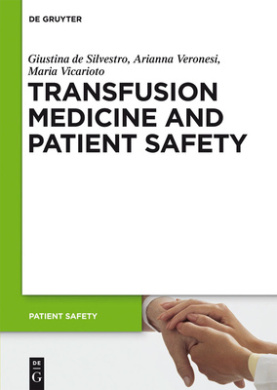 DE GRUYTER
Giustina de Silvestro, Arianna Veronesi,
Maria Vicarioto
TRANSFUSION
MEDICINE AND
PATIENT SAFETY
PATIENT SAFETY
DE
G